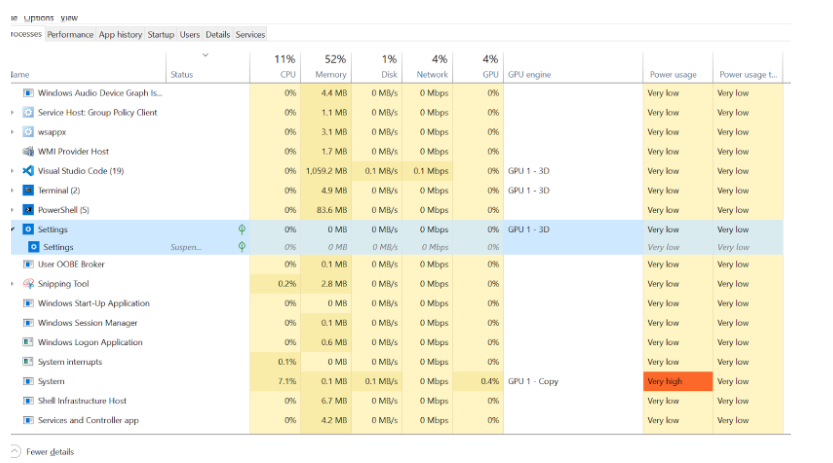 Options View
Processes Performance App history Startup Users Details Services
11% 52% 1% 4% 4%
Name Status CPU Memory Disk Network GPU GPU engine Power usage Power usage t...
Windows Audio Device Graph Is... 0% 4.4 MB 0 MB/s 0 Mbps 0% Very low Very low
Service Host: Group Policy Client 0% 1.1 MB 0 MB/s 0 Mbps 0% Very low Very low
wsappx 0% 3.1 MB 0 MB/s 0 Mbps 0% Very low Very low
WMI Provider Host 0% 1.7 MB 0 MB/s 0 Mbps 0% Very low Very low
Visual Studio Code (19) 0% 1,059.2 MB 0.1 MB/s 0.1 Mbps 0% GPU 1 - 3D Very low Very low
Terminal (2) 0% 4.9 MB 0 MB/s 0 Mbps 0% GPU 1 - 3D Very low Very low
PowerShell (5) 0% 83.6 MB 0 MB/s 0 Mbps 0% Very low Very low
Settings 0% 0 MB 0 MB/s 0 Mbps 0% GPU 1 - 3D Very low Very low
Settings Suspen... 0% 0 MB 0 MB/s 0 Mbps 0% Very low Very low
User OOBE Broker 0% 0.1 MB 0 MB/s 0 Mbps 0% Very low Very low
Snipping Tool 0.2% 2.8 MB 0 MB/s 0 Mbps 0% Very low Very low
Windows Start-Up Application 0% 0 MB 0 MB/s 0 Mbps 0% Very low Very low
Windows Session Manager 0% 0.1 MB 0 MB/s 0 Mbps 0% Very low Very low
Windows Logon Application 0% 0.6 MB 0 MB/s 0 Mbps 0% Very low Very low
System interrupts 0.1% 0 MB 0 MB/s 0 Mbps 0% Very low Very low
System 7.1% 0.1 MB 0.1 MB/s 0 Mbps 0.4% GPU 1 - Copy Very high Very low
Shell Infrastructure Host 0% 6.7 MB 0 MB/s 0 Mbps 0% Very low Very low
Services and Controller app 0% 4.2 MB 0 MB/s 0 Mbps 0% Very low Very low
Fewer details